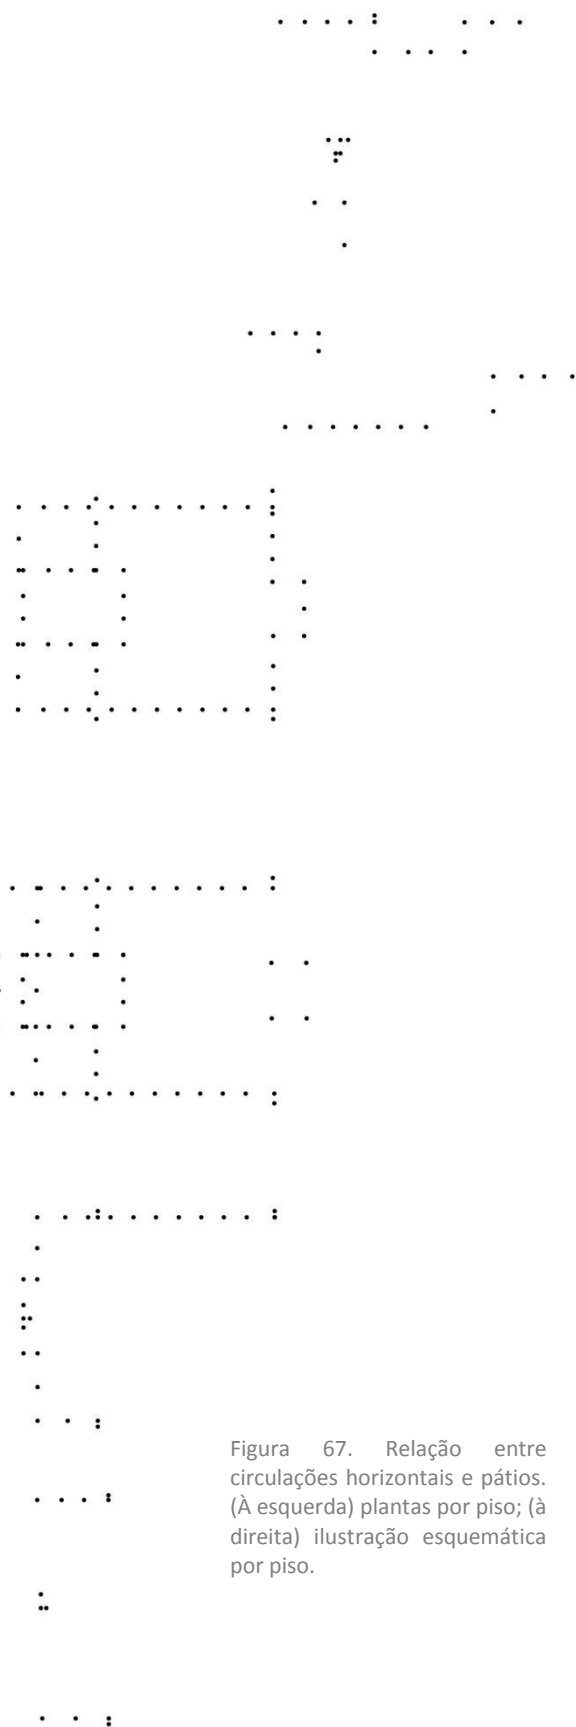 Figura 67. Relação entre
circulações horizontais e pátios.
(À esquerda) plantas por piso; (à
direita) ilustração esquemática
por piso.